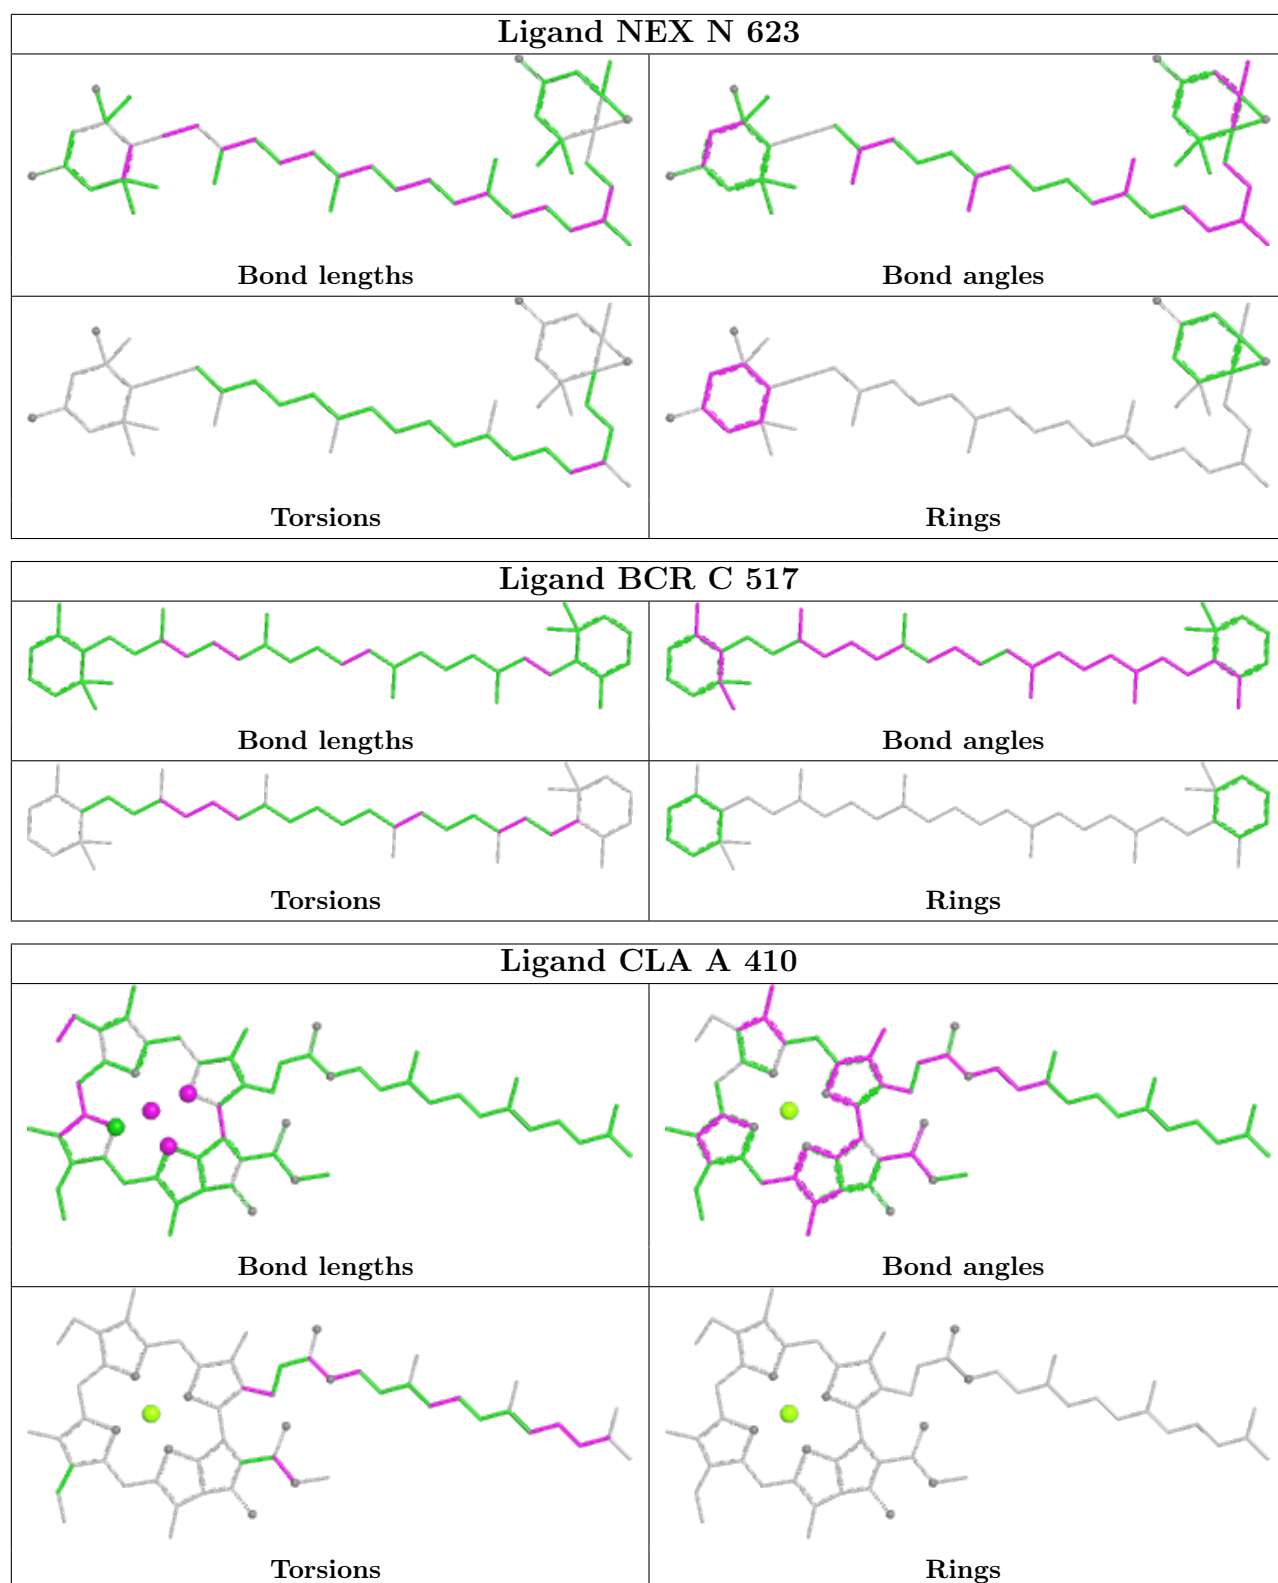 Ligand NEX N 623
Bond lengths
Bond angles
Torsions
Rings
Ligand BCR C 517
Bond lengths
Bond angles
Torsions
Rings
Ligand CLA A 410
Bond lengths
Bond angles
Torsions
Rings